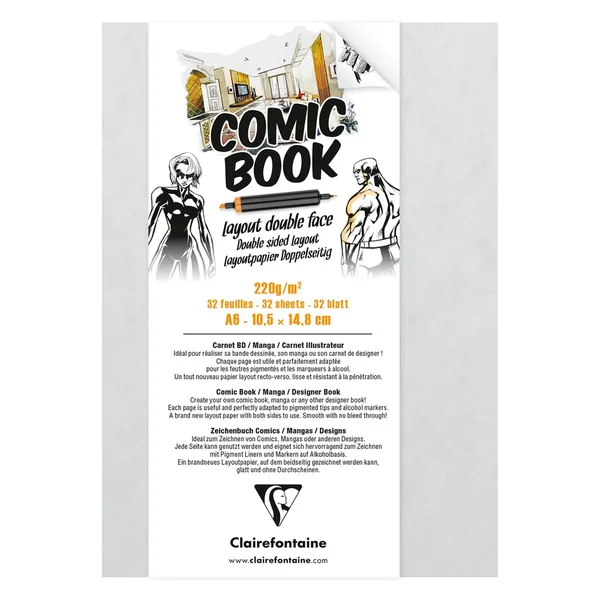 COMIC
BOOK
Layout double face
Double sided Layout
Layoutpapier Doppelseitig
220g/m²
32 feuilles - 32 sheets - 32 blatt
A6 - 10,5 × 14,8 cm
Carnet BD / Manga / Carnet Illustrateur
Idéal pour réaliser sa bande dessinée, son manga ou son carnet de designer !
Chaque page est utile et parfaitement adaptée
pour les feutres pigmentés et les marqueurs à alcool.
Un tout nouveau papier layout recto-verso, lisse et résistant à la pénétration.
Comic Book / Manga / Designer Book
Create your own comic book, manga or any other designer book!
Each page is useful and perfectly adapted to pigmented tips and alcohol markers.
A brand new layout paper with both sides to use. Smooth with no bleed through!
Zeichenbuch Comics / Mangas / Designs
Ideal zum Zeichnen von Comics, Mangas oder anderen Designs.
Jede Seite kann genutzt werden und eignet sich hervorragend zum Zeichnen
mit Pigment Linern und Markern auf Alkoholbasis.
Ein brandneues Layoutpapier, auf dem beidseitig gezeichnet werden kann,
glatt und ohne Durchscheinen.
Clairefontaine
www.clairefontaine.com